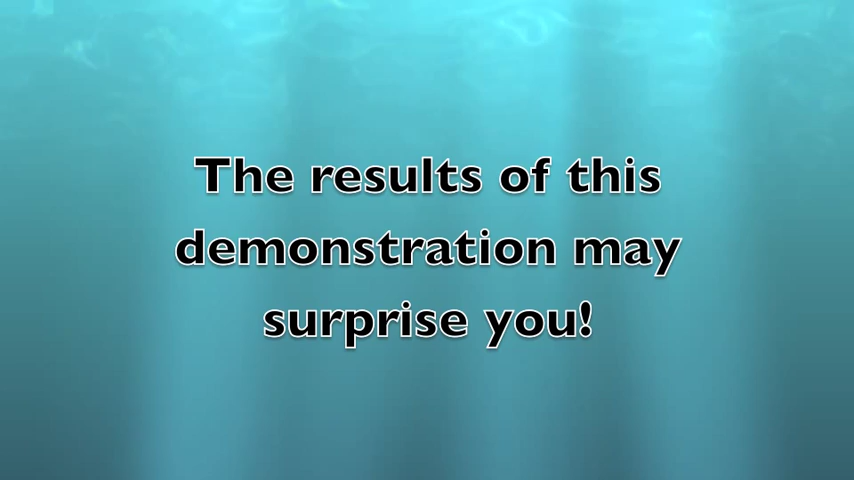 The results of this
demonstration may
surprise you!